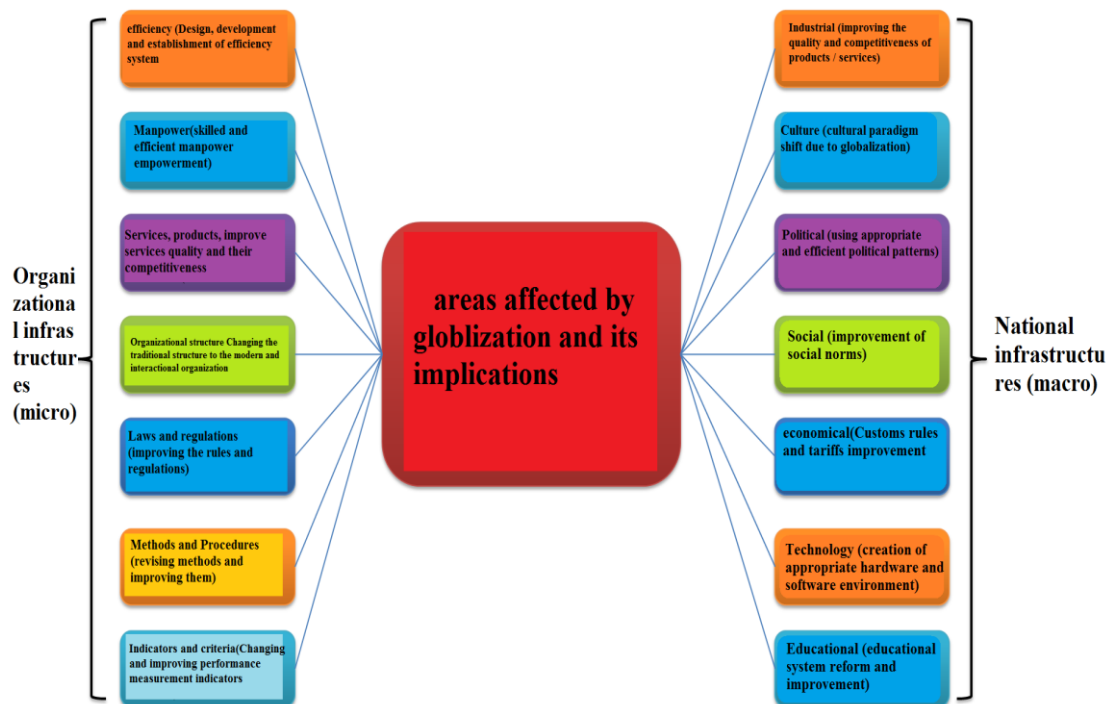 Organi
zationa
l infras
tructur
es
(micro)
efficiency (Design, development
and establishment of efficiency
system
Manpower(skilled and
efficient manpower
empowerment)
Services, products, improve
services quality and their
competitiveness
Organizational structure Changing the
traditional structure to the modern and
interactional organization
Laws and regulations
(improving the rules and
regulations)
Methods and Procedures
(revising methods and
improving them)
Indicators and criteria(Changing
and improving performance
measurement indicators
areas affected by
globlization and its
implications
Industrial (improving the
quality and competitiveness of
products / services)
Culture (cultural paradigm
shift due to globalization)
Political (using appropriate
and efficient political patterns)
Social (improvement of
social norms)
economical(Customs rules
and tariffs improvement
Technology (creation of
appropriate hardware and
software environment)
Educational (educational
system reform and
improvement)
National
infrastructu
res (macro)